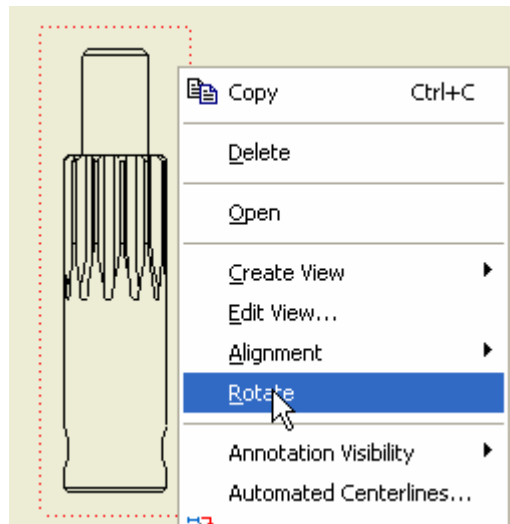 Copy Ctrl+C
Delete
Open
Create View
Edit View...
Alignment
Rotate
Annotation Visibility
Automated Centerlines...